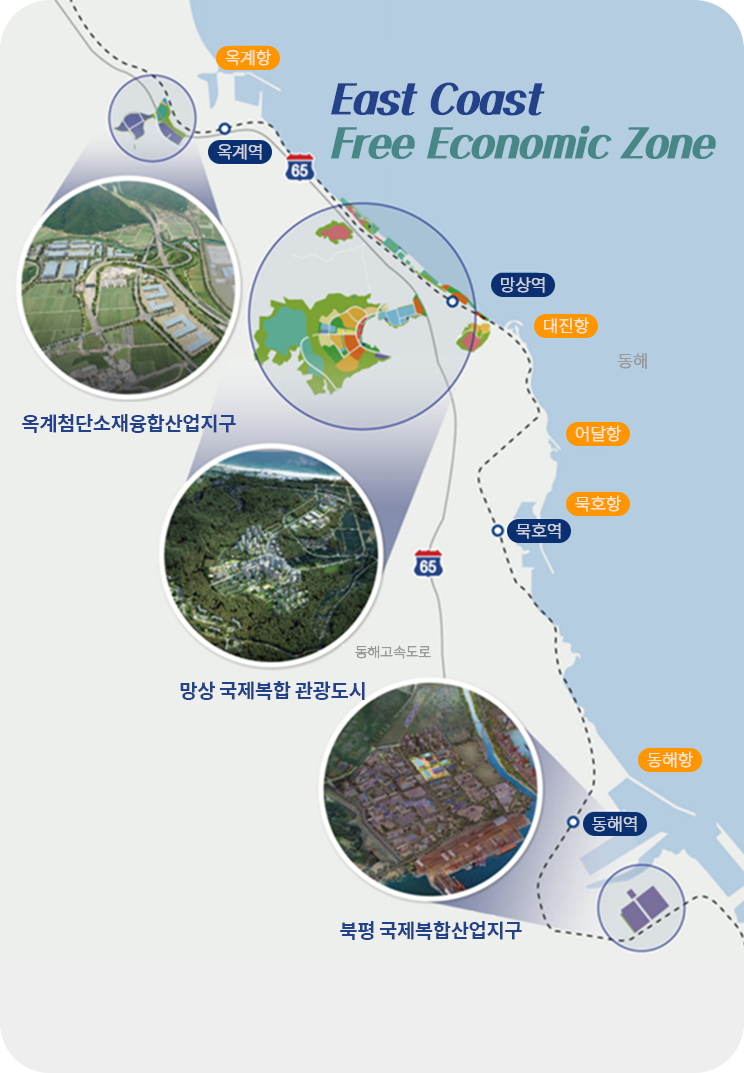 옥계항
East Coast
Free Economic Zone
옥계역
65
망상역
대진항
동해
옥계첨단소재융합산업지구
어달항
묵호항
묵호역
65
동해고속도로
망상 국제복합 관광도시
동해항
동해역
북평 국제복합산업지구